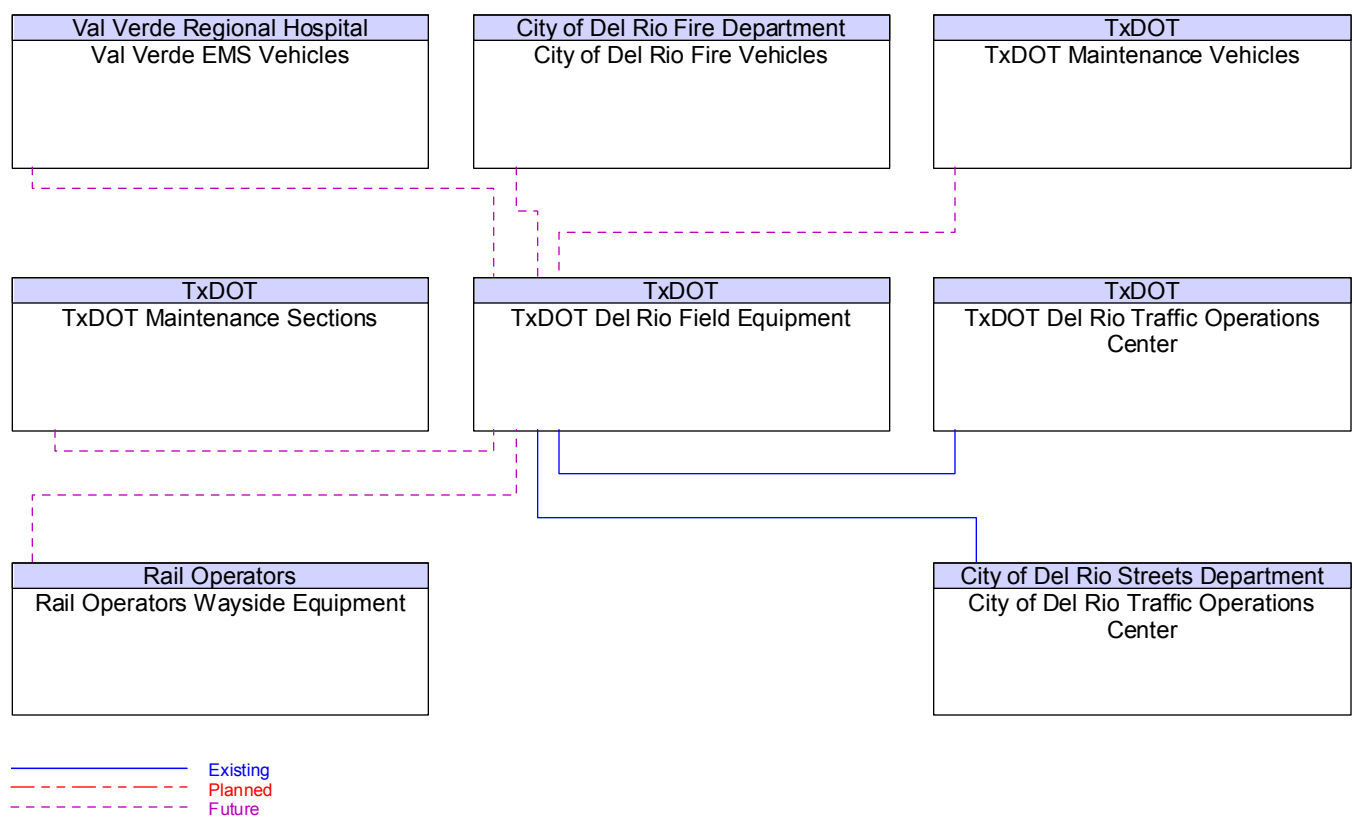 Val Verde Regional Hospital
Val Verde EMS Vehicles
City of Del Rio Fire Department
City of Del Rio Fire Vehicles
TxDOT
TxDOT Maintenance Vehicles
TxDOT
TxDOT Maintenance Sections
TxDOT
TxDOT Del Rio Field Equipment
TxDOT
TxDOT Del Rio Traffic Operations
Center
Rail Operators
Rail Operators Wayside Equipment
City of Del Rio Streets Department
City of Del Rio Traffic Operations
Center
Existing
Planned
Future